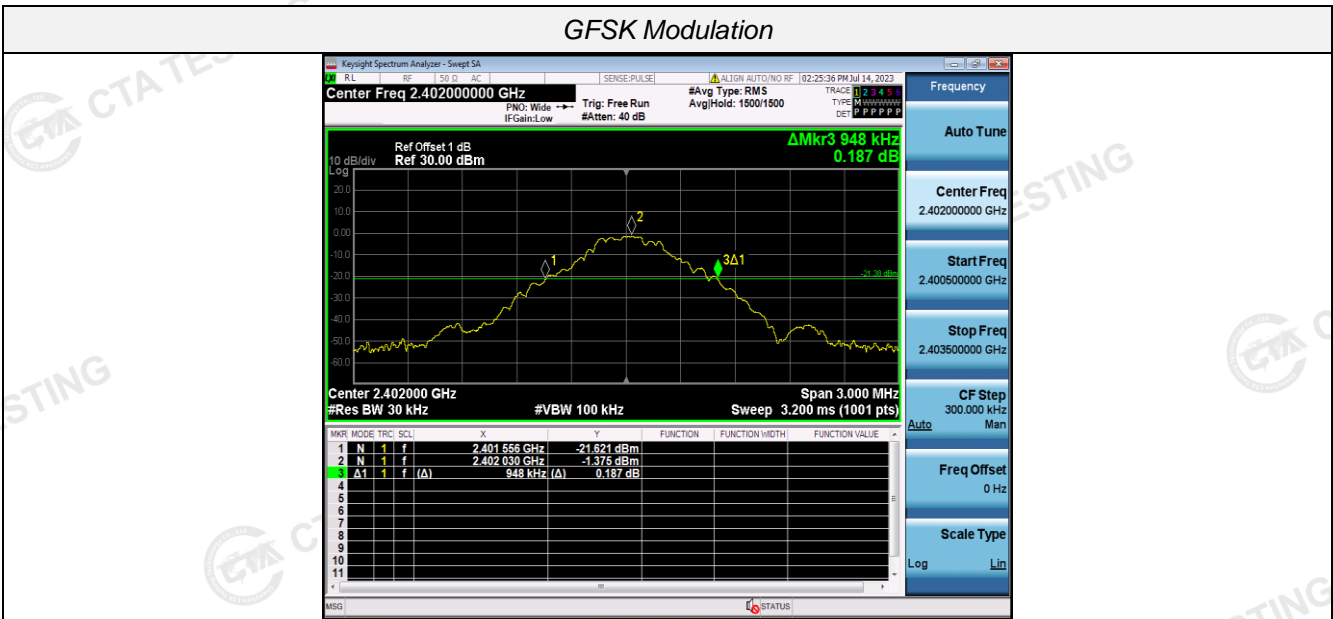 GFSK Modulation
Keysight Spectrum Analyzer - Swept SA
RL RF 50 Ω AC SENSE:PULSE ALIGN AUTO/NO RF 02:25:36 PM Jul 14, 2023
Center Freq 2.402000000 GHz
PNO: Wide
IFGain:Low
Trig: Free Run
#Atten: 40 dB
#Avg Type: RMS
Avg|Hold: 1500/1500
TRACE 1 2 3 4 5 6
TYPE M WWWWW
DET P P P P P P
ΔMkr3 948 kHz
0.187 dB
Ref Offset 1 dB
10 dB/div Ref 30.00 dBm
Log
20.0
10.0
0.00
-10.0
-20.0
-30.0
-40.0
-50.0
-60.0
1
2
3Δ1
-21.38 dBm
Center 2.402000 GHz Span 3.000 MHz
#Res BW 30 kHz #VBW 100 kHz Sweep 3.200 ms (1001 pts)
MKR MODE TRC SCL X Y FUNCTION FUNCTION WIDTH FUNCTION VALUE
1 N 1 f 2.401 556 GHz -21.621 dBm
2 N 1 f 2.402 030 GHz -1.375 dBm
3 Δ1 1 f (Δ) 948 kHz (Δ) 0.187 dB
4
5
6
7
8
9
10
11
MSG STATUS
Frequency
Auto Tune
Center Freq
2.402000000 GHz
Start Freq
2.400500000 GHz
Stop Freq
2.403500000 GHz
CF Step
300.000 kHz
Auto Man
Freq Offset
0 Hz
Scale Type
Log Lin
CTA TES
ESTING
STING
CTA
CTA
C
CTA
C
TING